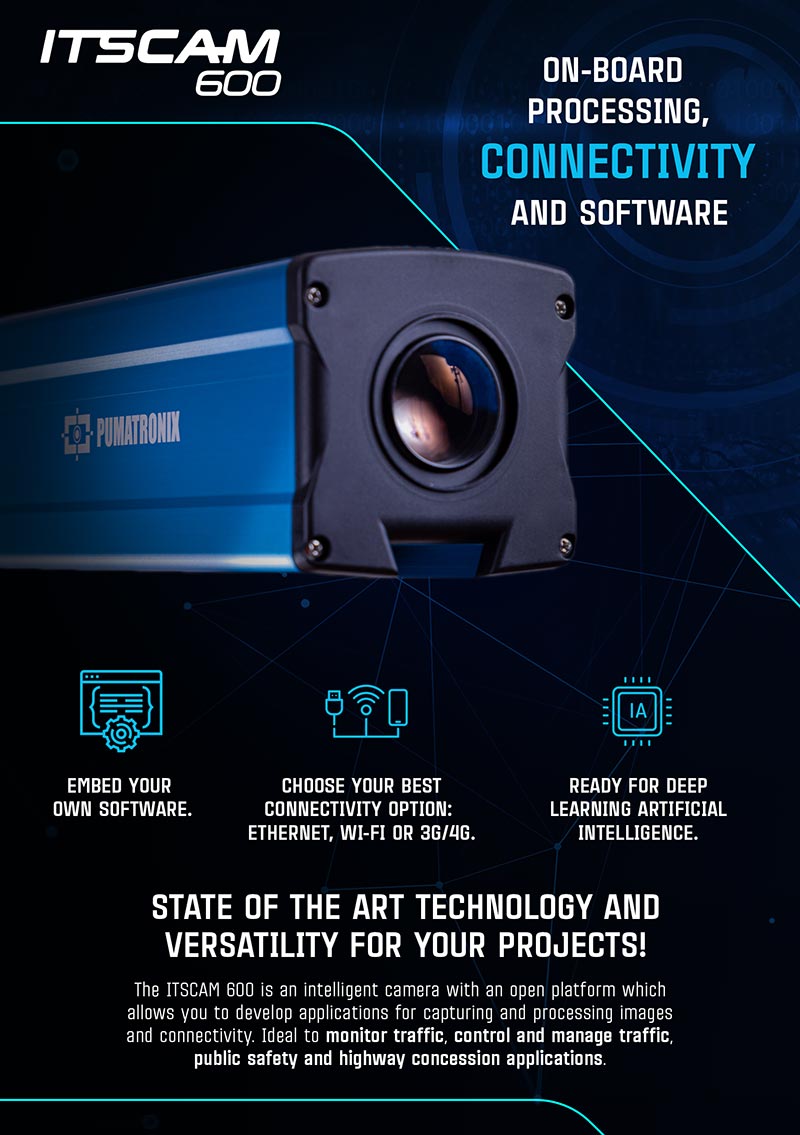 ITSCAM
600
ON-BOARD
PROCESSING,
CONNECTIVITY
AND SOFTWARE
PUMATRONIX
IA
EMBED YOUR
OWN SOFTWARE.
CHOOSE YOUR BEST
CONNECTIVITY OPTION:
ETHERNET, WI-FI OR 3G/4G.
READY FOR DEEP
LEARNING ARTIFICIAL
INTELLIGENCE.
STATE OF THE ART TECHNOLOGY AND
VERSATILITY FOR YOUR PROJECTS!
The ITSCAM 600 is an intelligent camera with an open platform which
allows you to develop applications for capturing and processing images
and connectivity. Ideal to monitor traffic, control and manage traffic,
public safety and highway concession applications.